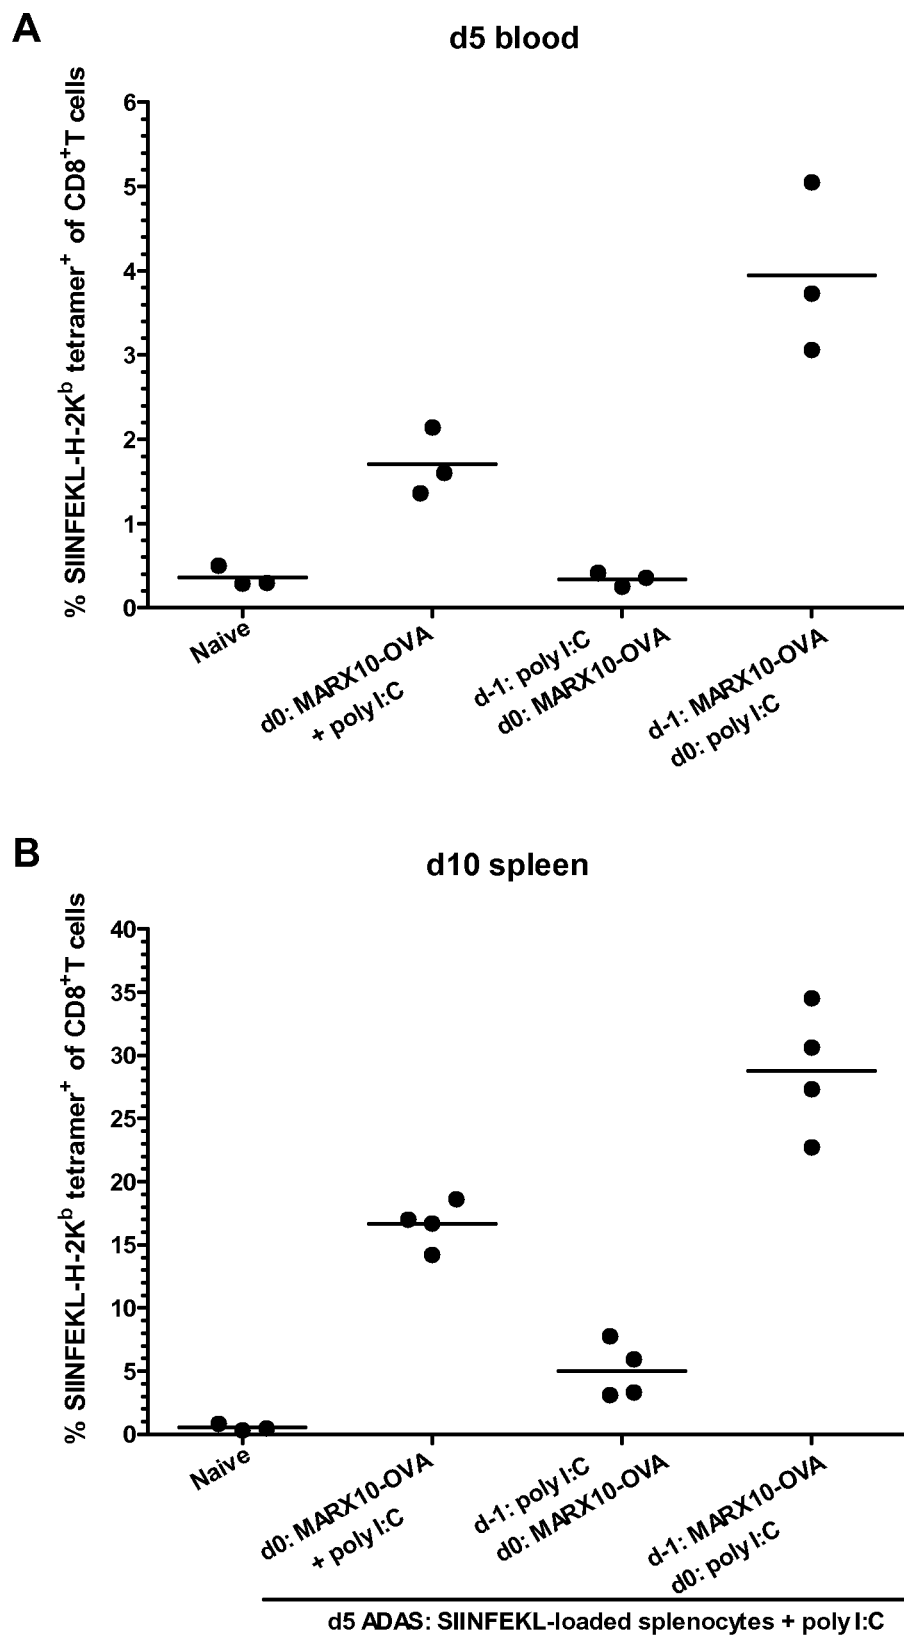 A
d5 blood
% SIINFEKL-H-2Kᵇ tetramer⁺ of CD8⁺T cells
6
5
4
3
2
1
0
Naive
d0: MARX10-OVA
+ poly I:C
d-1: poly I:C
d0: MARX10-OVA
d-1: MARX10-OVA
d0: poly I:C
B
d10 spleen
% SIINFEKL-H-2Kᵇ tetramer⁺ of CD8⁺T cells
40
35
30
25
20
15
10
5
0
Naive
d0: MARX10-OVA
+ poly I:C
d-1: poly I:C
d0: MARX10-OVA
d-1: MARX10-OVA
d0: poly I:C
d5 ADAS: SIINFEKL-loaded splenocytes + poly I:C